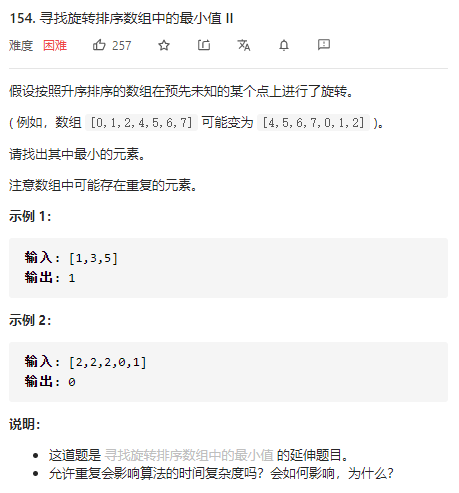 154. 寻找旋转排序数组中的最小值 II
难度 困难 257
假设按照升序排序的数组在预先未知的某个点上进行了旋转。
( 例如，数组 [0,1,2,4,5,6,7] 可能变为 [4,5,6,7,0,1,2] )。
请找出其中最小的元素。
注意数组中可能存在重复的元素。
示例 1：
输入: [1,3,5]
输出: 1
示例 2：
输入: [2,2,2,0,1]
输出: 0
说明：
这道题是 寻找旋转排序数组中的最小值 的延伸题目。
允许重复会影响算法的时间复杂度吗？会如何影响，为什么？